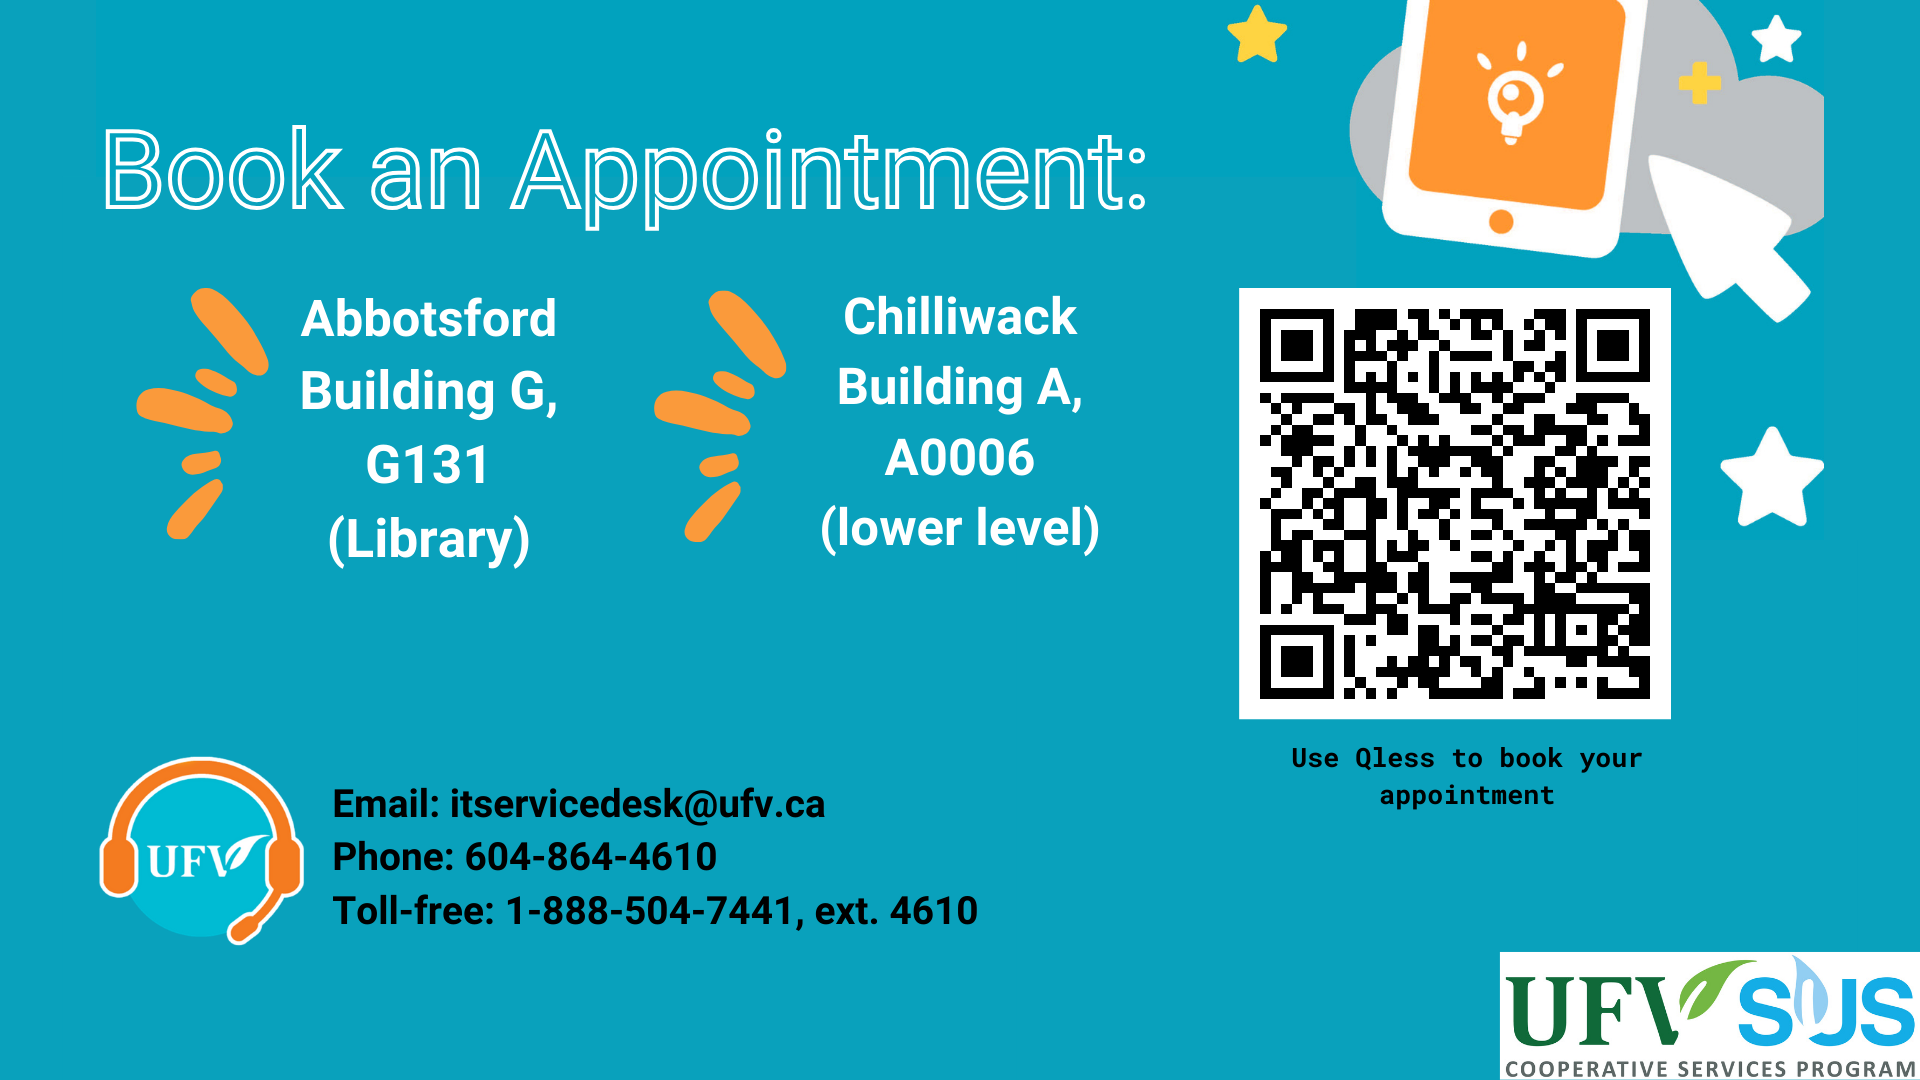 Book an Appointment:
Abbotsford
Building G,
G131
(Library)
Chilliwack
Building A,
A0006
(lower level)
Use Qless to book your
appointment
UFV
Email: itservicedesk@ufv.ca
Phone: 604-864-4610
Toll-free: 1-888-504-7441, ext. 4610
UFV SUS
COOPERATIVE SERVICES PROGRAM